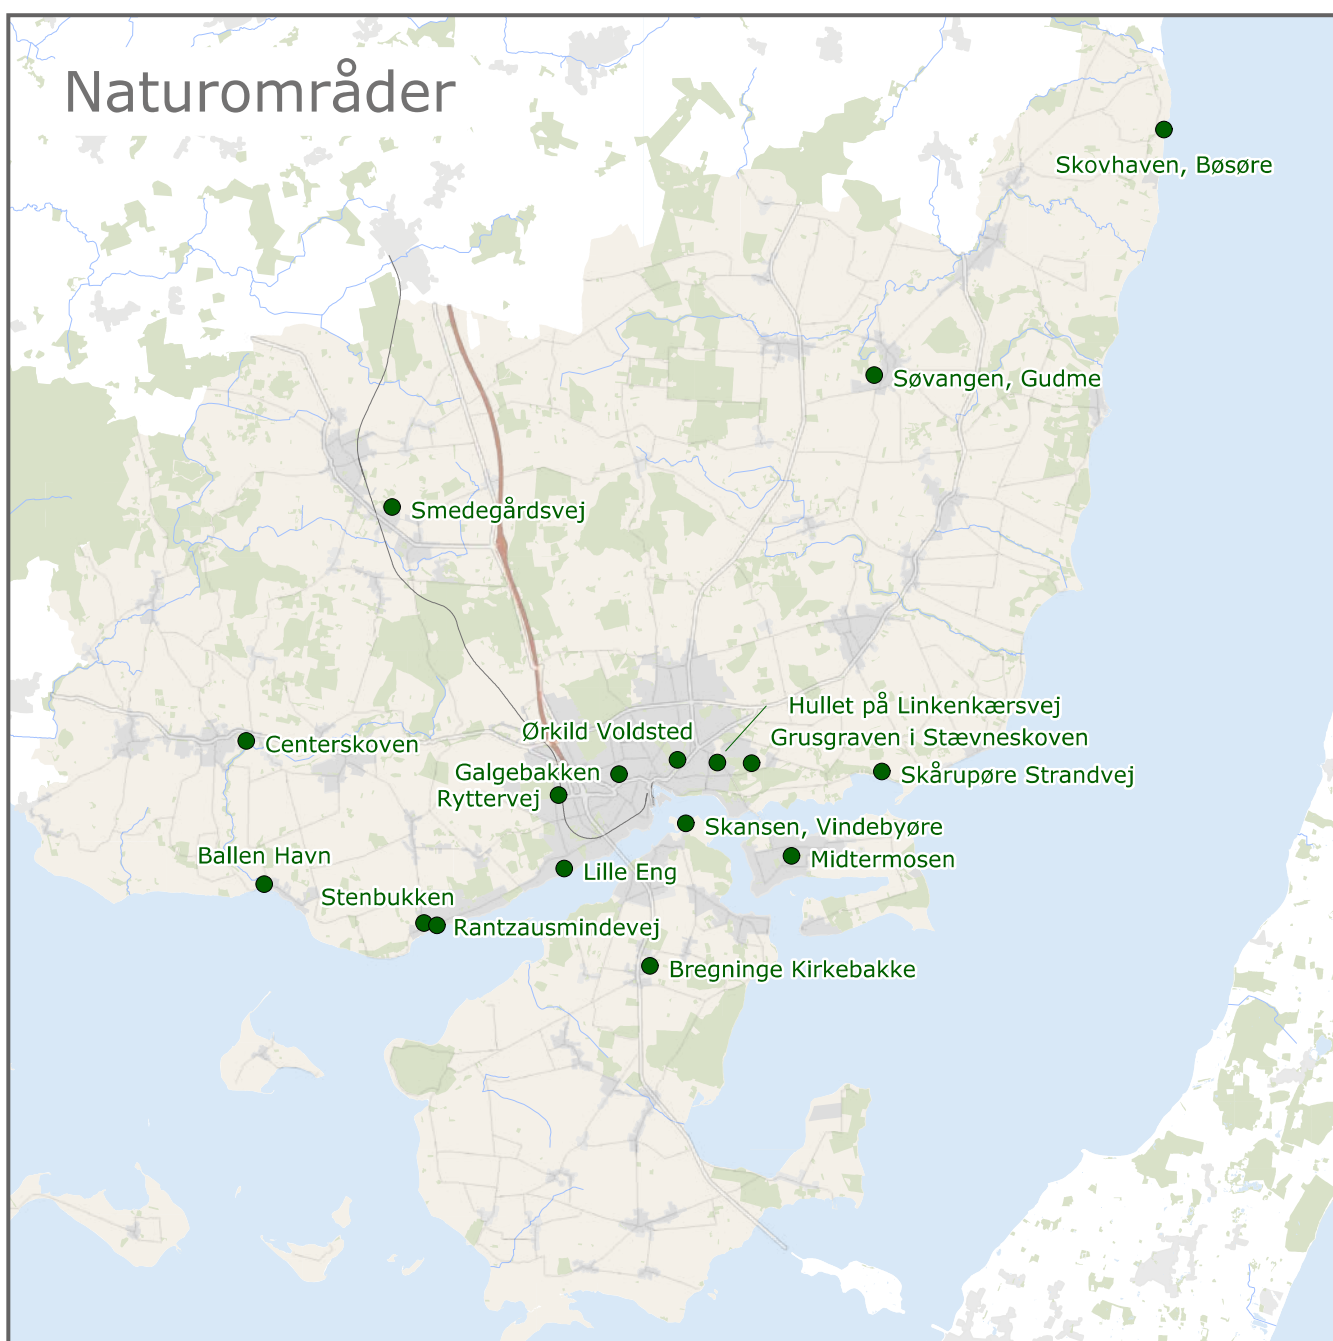 Naturområder
Skovhaven, Bøsøre
Søvangen, Gudme
Smedegårdsvej
Hullet på Linkenkærsvej
Ørkild Voldsted
Grusgraven i Stævneskoven
Centerskoven
Galgebakken
Skårupøre Strandvej
Ryttervej
Skansen, Vindebyøre
Ballen Havn
Midtermosen
Lille Eng
Stenbukken
Rantzausmindevej
Bregninge Kirkebakke